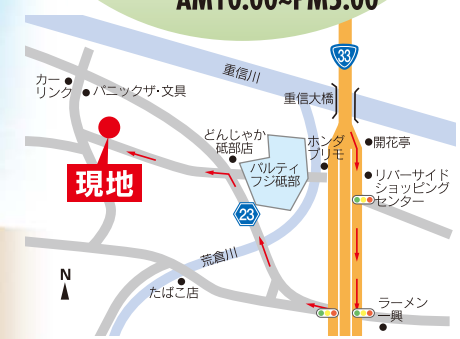 AM10:00~PM5:00
33
重信川
カー
リンク
パニックザ・文具
重信大橋
どんじゃか
砥部店
ホンダ
プリモ
開花亭
パルティ
フジ砥部
リバーサイド
ショッピング
センター
現地
23
荒倉川
N
たばこ店
ラーメン
一興